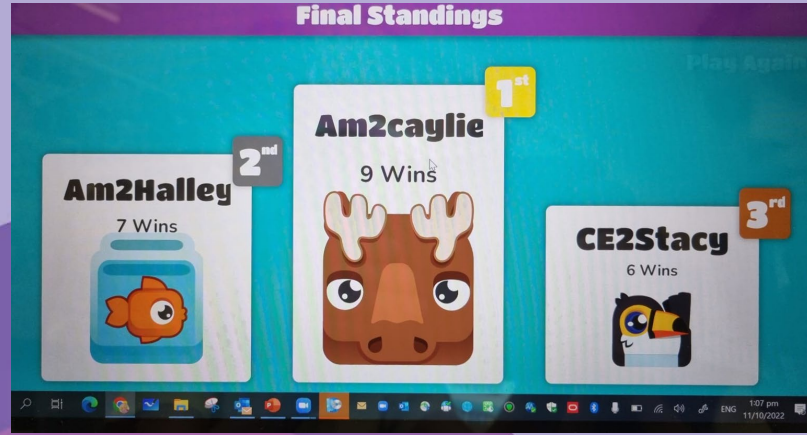 Final Standings
Play Again
1st
Am2caylie
9 Wins
2nd
Am2Halley
7 Wins
3rd
CE2Stacy
6 Wins
ENG
1:07 pm
11/10/2022